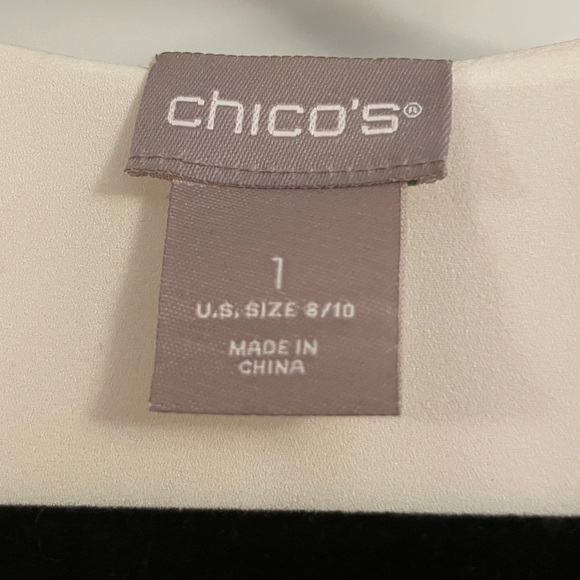 chico's®
1
U.S. SIZE 8/10
MADE IN
CHINA